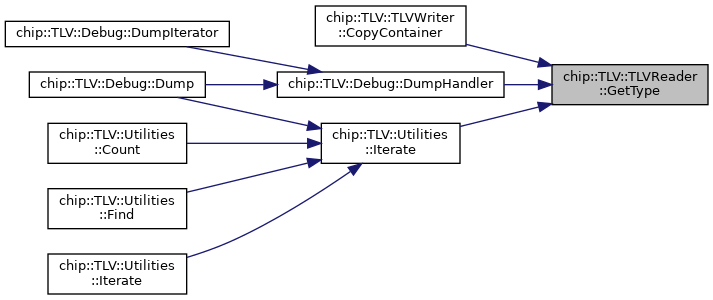 chip::TLV::TLVWriter
::CopyContainer
chip::TLV::Debug::DumpIterator
chip::TLV::Debug::Dump
chip::TLV::Debug::DumpHandler
chip::TLV::TLVReader
::GetType
chip::TLV::Utilities
::Count
chip::TLV::Utilities
::Iterate
chip::TLV::Utilities
::Find
chip::TLV::Utilities
::Iterate